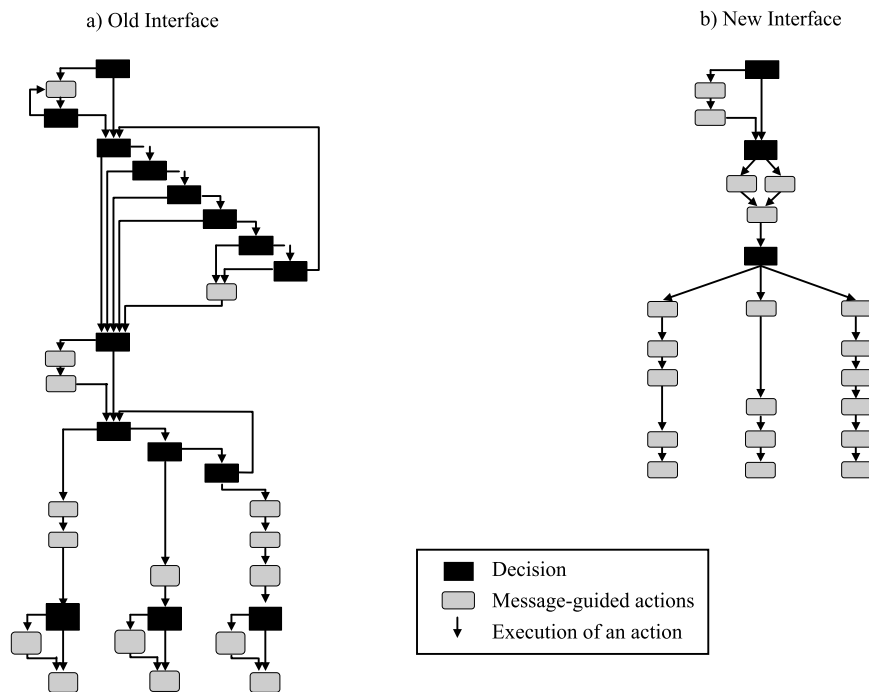 a) Old Interface
b) New Interface
Decision
Message-guided actions
Execution of an action